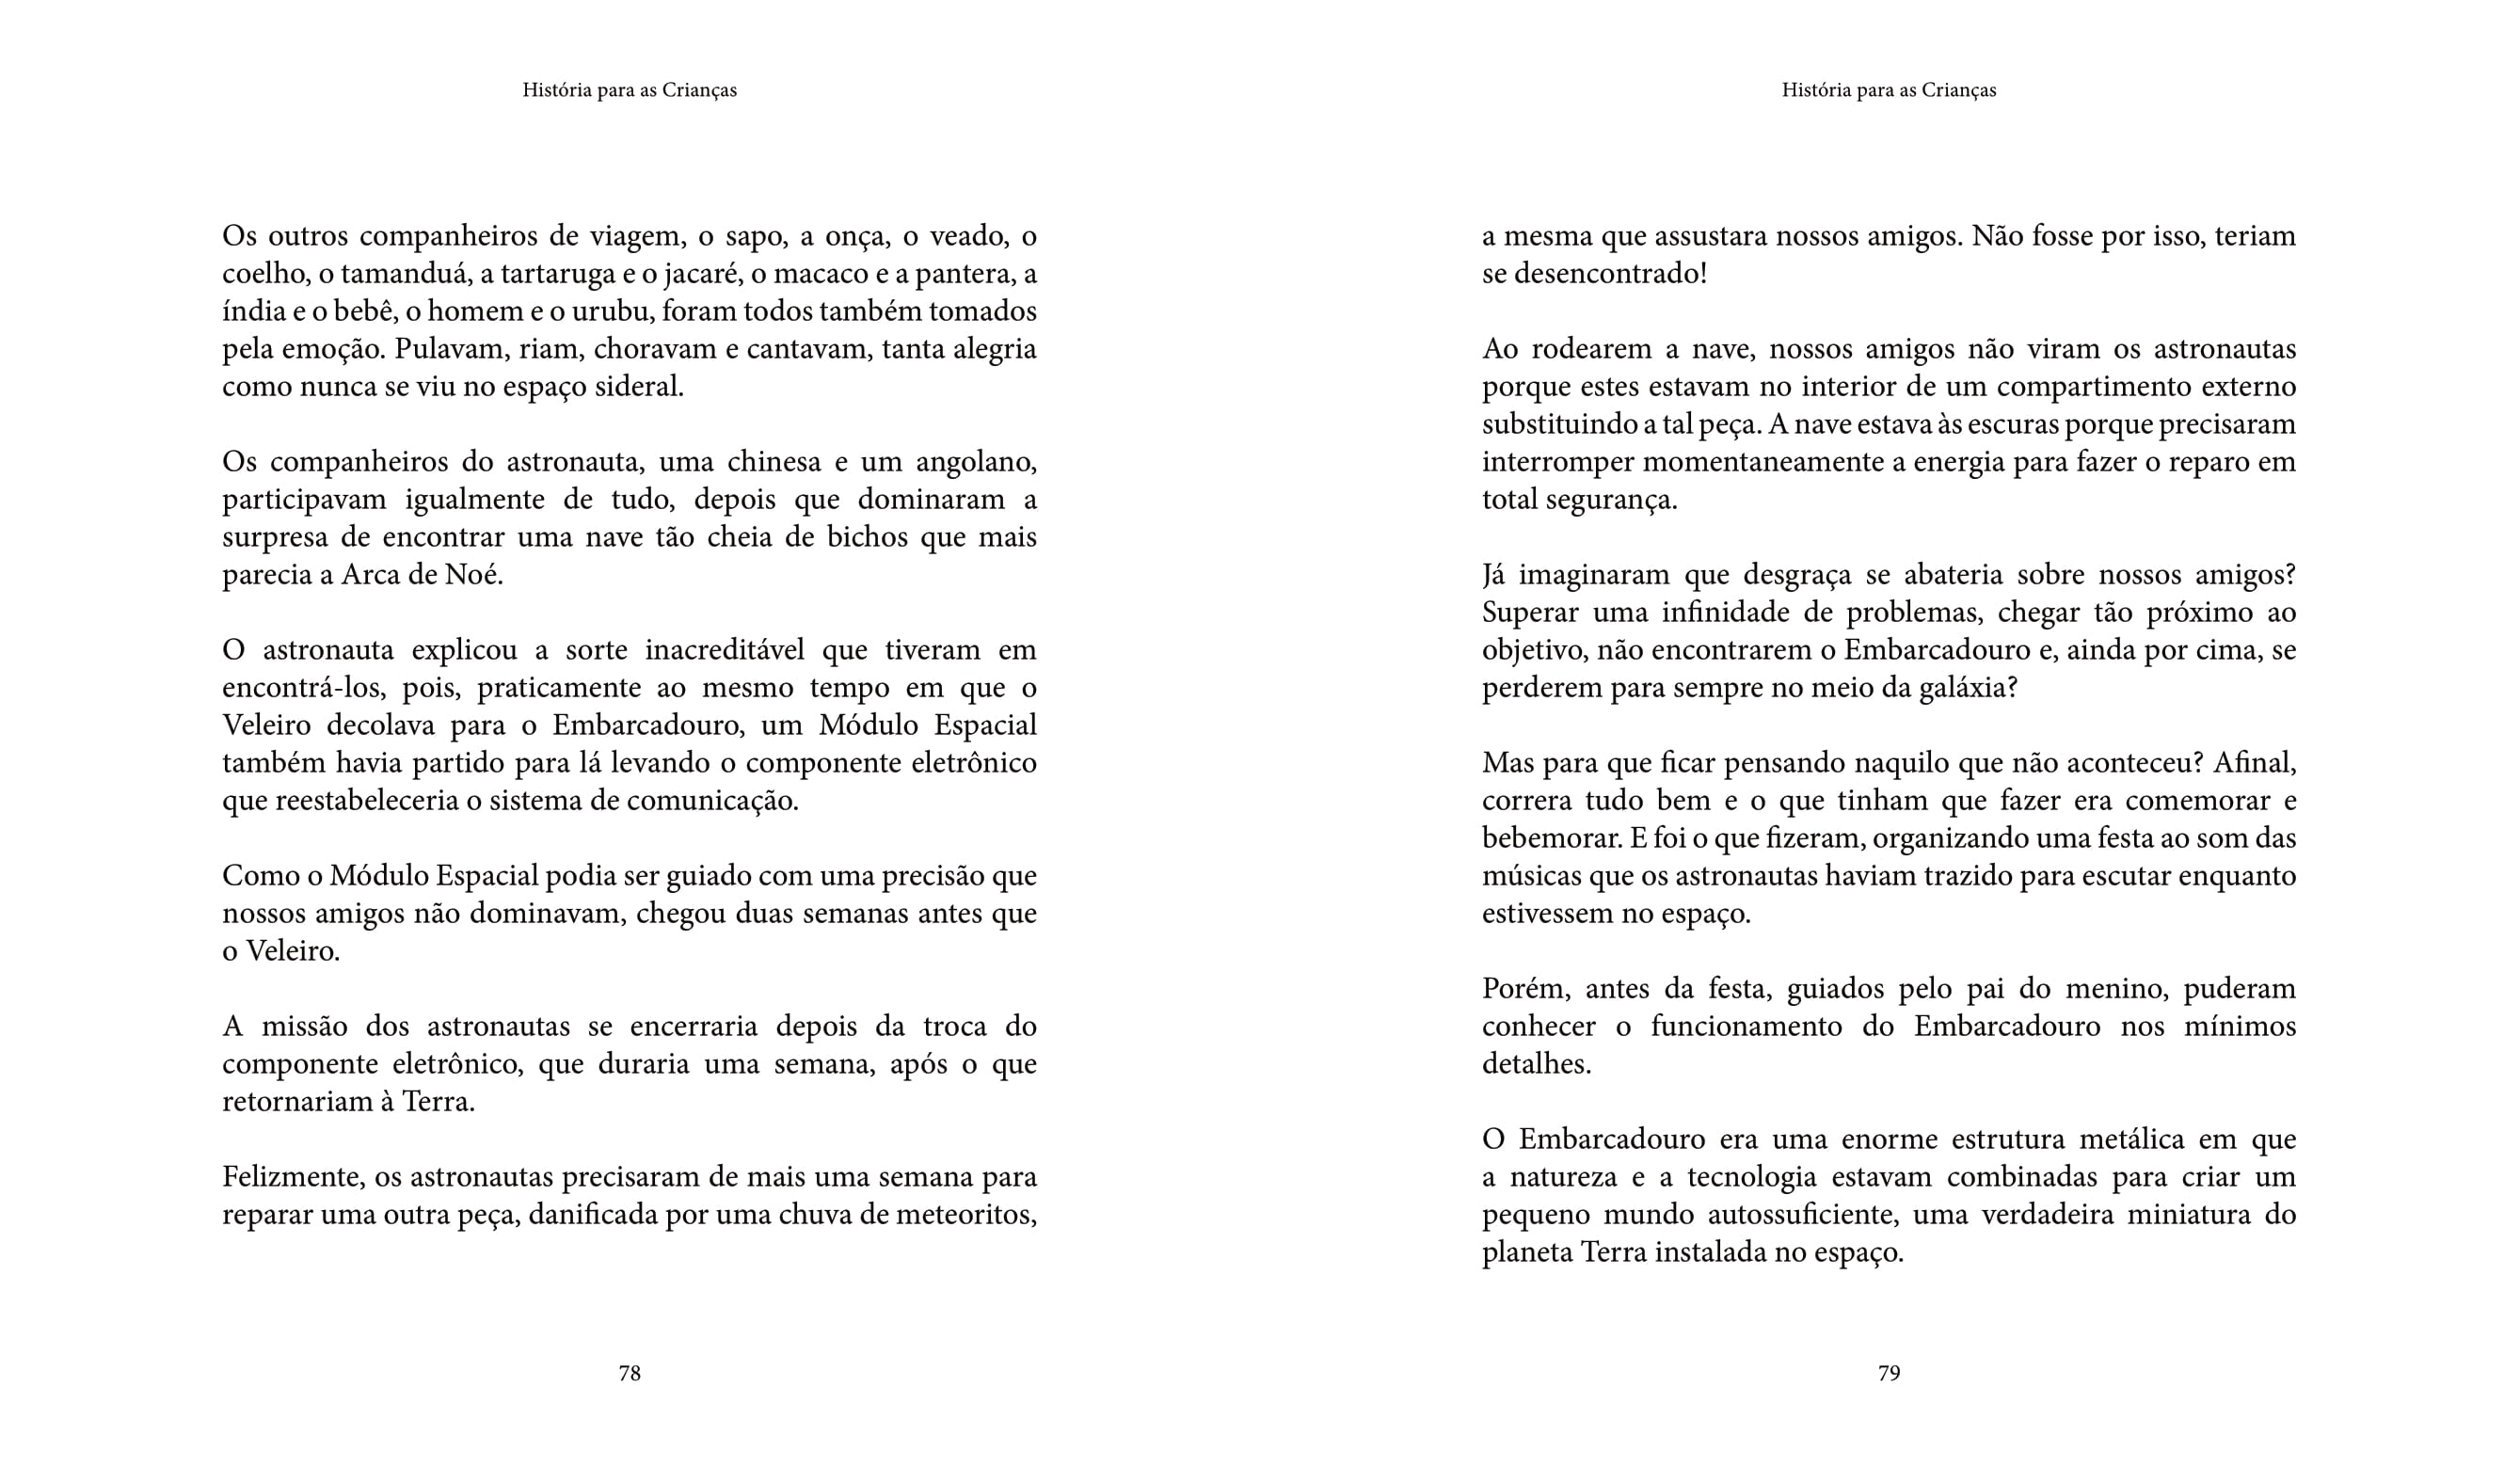 História para as Crianças
Os outros companheiros de viagem, o sapo, a onça, o veado, o
coelho, o tamanduá, a tartaruga e o jacaré, o macaco e a pantera, a
índia e o bebê, o homem e o urubu, foram todos também tomados
pela emoção. Pulavam, riam, choravam e cantavam, tanta alegria
como nunca se viu no espaço sideral.
Os companheiros do astronauta, uma chinesa e um angolano,
participavam igualmente de tudo, depois que dominaram a
surpresa de encontrar uma nave tão cheia de bichos que mais
parecia a Arca de Noé.
O astronauta explicou a sorte inacreditável que tiveram em
encontrá-los, pois, praticamente ao mesmo tempo em que o
Veleiro decolava para o Embarcadouro, um Módulo Espacial
também havia partido para lá levando o componente eletrônico
que reestabeleceria o sistema de comunicação.
Como o Módulo Espacial podia ser guiado com uma precisão que
nossos amigos não dominavam, chegou duas semanas antes que
o Veleiro.
A missão dos astronautas se encerraria depois da troca do
componente eletrônico, que duraria uma semana, após o que
retornariam à Terra.
Felizmente, os astronautas precisaram de mais uma semana para
reparar uma outra peça, danificada por uma chuva de meteoritos,
78
História para as Crianças
a mesma que assustara nossos amigos. Não fosse por isso, teriam
se desencontrado!
Ao rodearem a nave, nossos amigos não viram os astronautas
porque estes estavam no interior de um compartimento externo
substituindo a tal peça. A nave estava às escuras porque precisaram
interromper momentaneamente a energia para fazer o reparo em
total segurança.
Já imaginaram que desgraça se abateria sobre nossos amigos?
Superar uma infinidade de problemas, chegar tão próximo ao
objetivo, não encontrarem o Embarcadouro e, ainda por cima, se
perderem para sempre no meio da galáxia?
Mas para que ficar pensando naquilo que não aconteceu? Afinal,
correra tudo bem e o que tinham que fazer era comemorar e
bebemorar. E foi o que fizeram, organizando uma festa ao som das
músicas que os astronautas haviam trazido para escutar enquanto
estivessem no espaço.
Porém, antes da festa, guiados pelo pai do menino, puderam
conhecer o funcionamento do Embarcadouro nos mínimos
detalhes.
O Embarcadouro era uma enorme estrutura metálica em que
a natureza e a tecnologia estavam combinadas para criar um
pequeno mundo autossuficiente, uma verdadeira miniatura do
planeta Terra instalada no espaço.
79